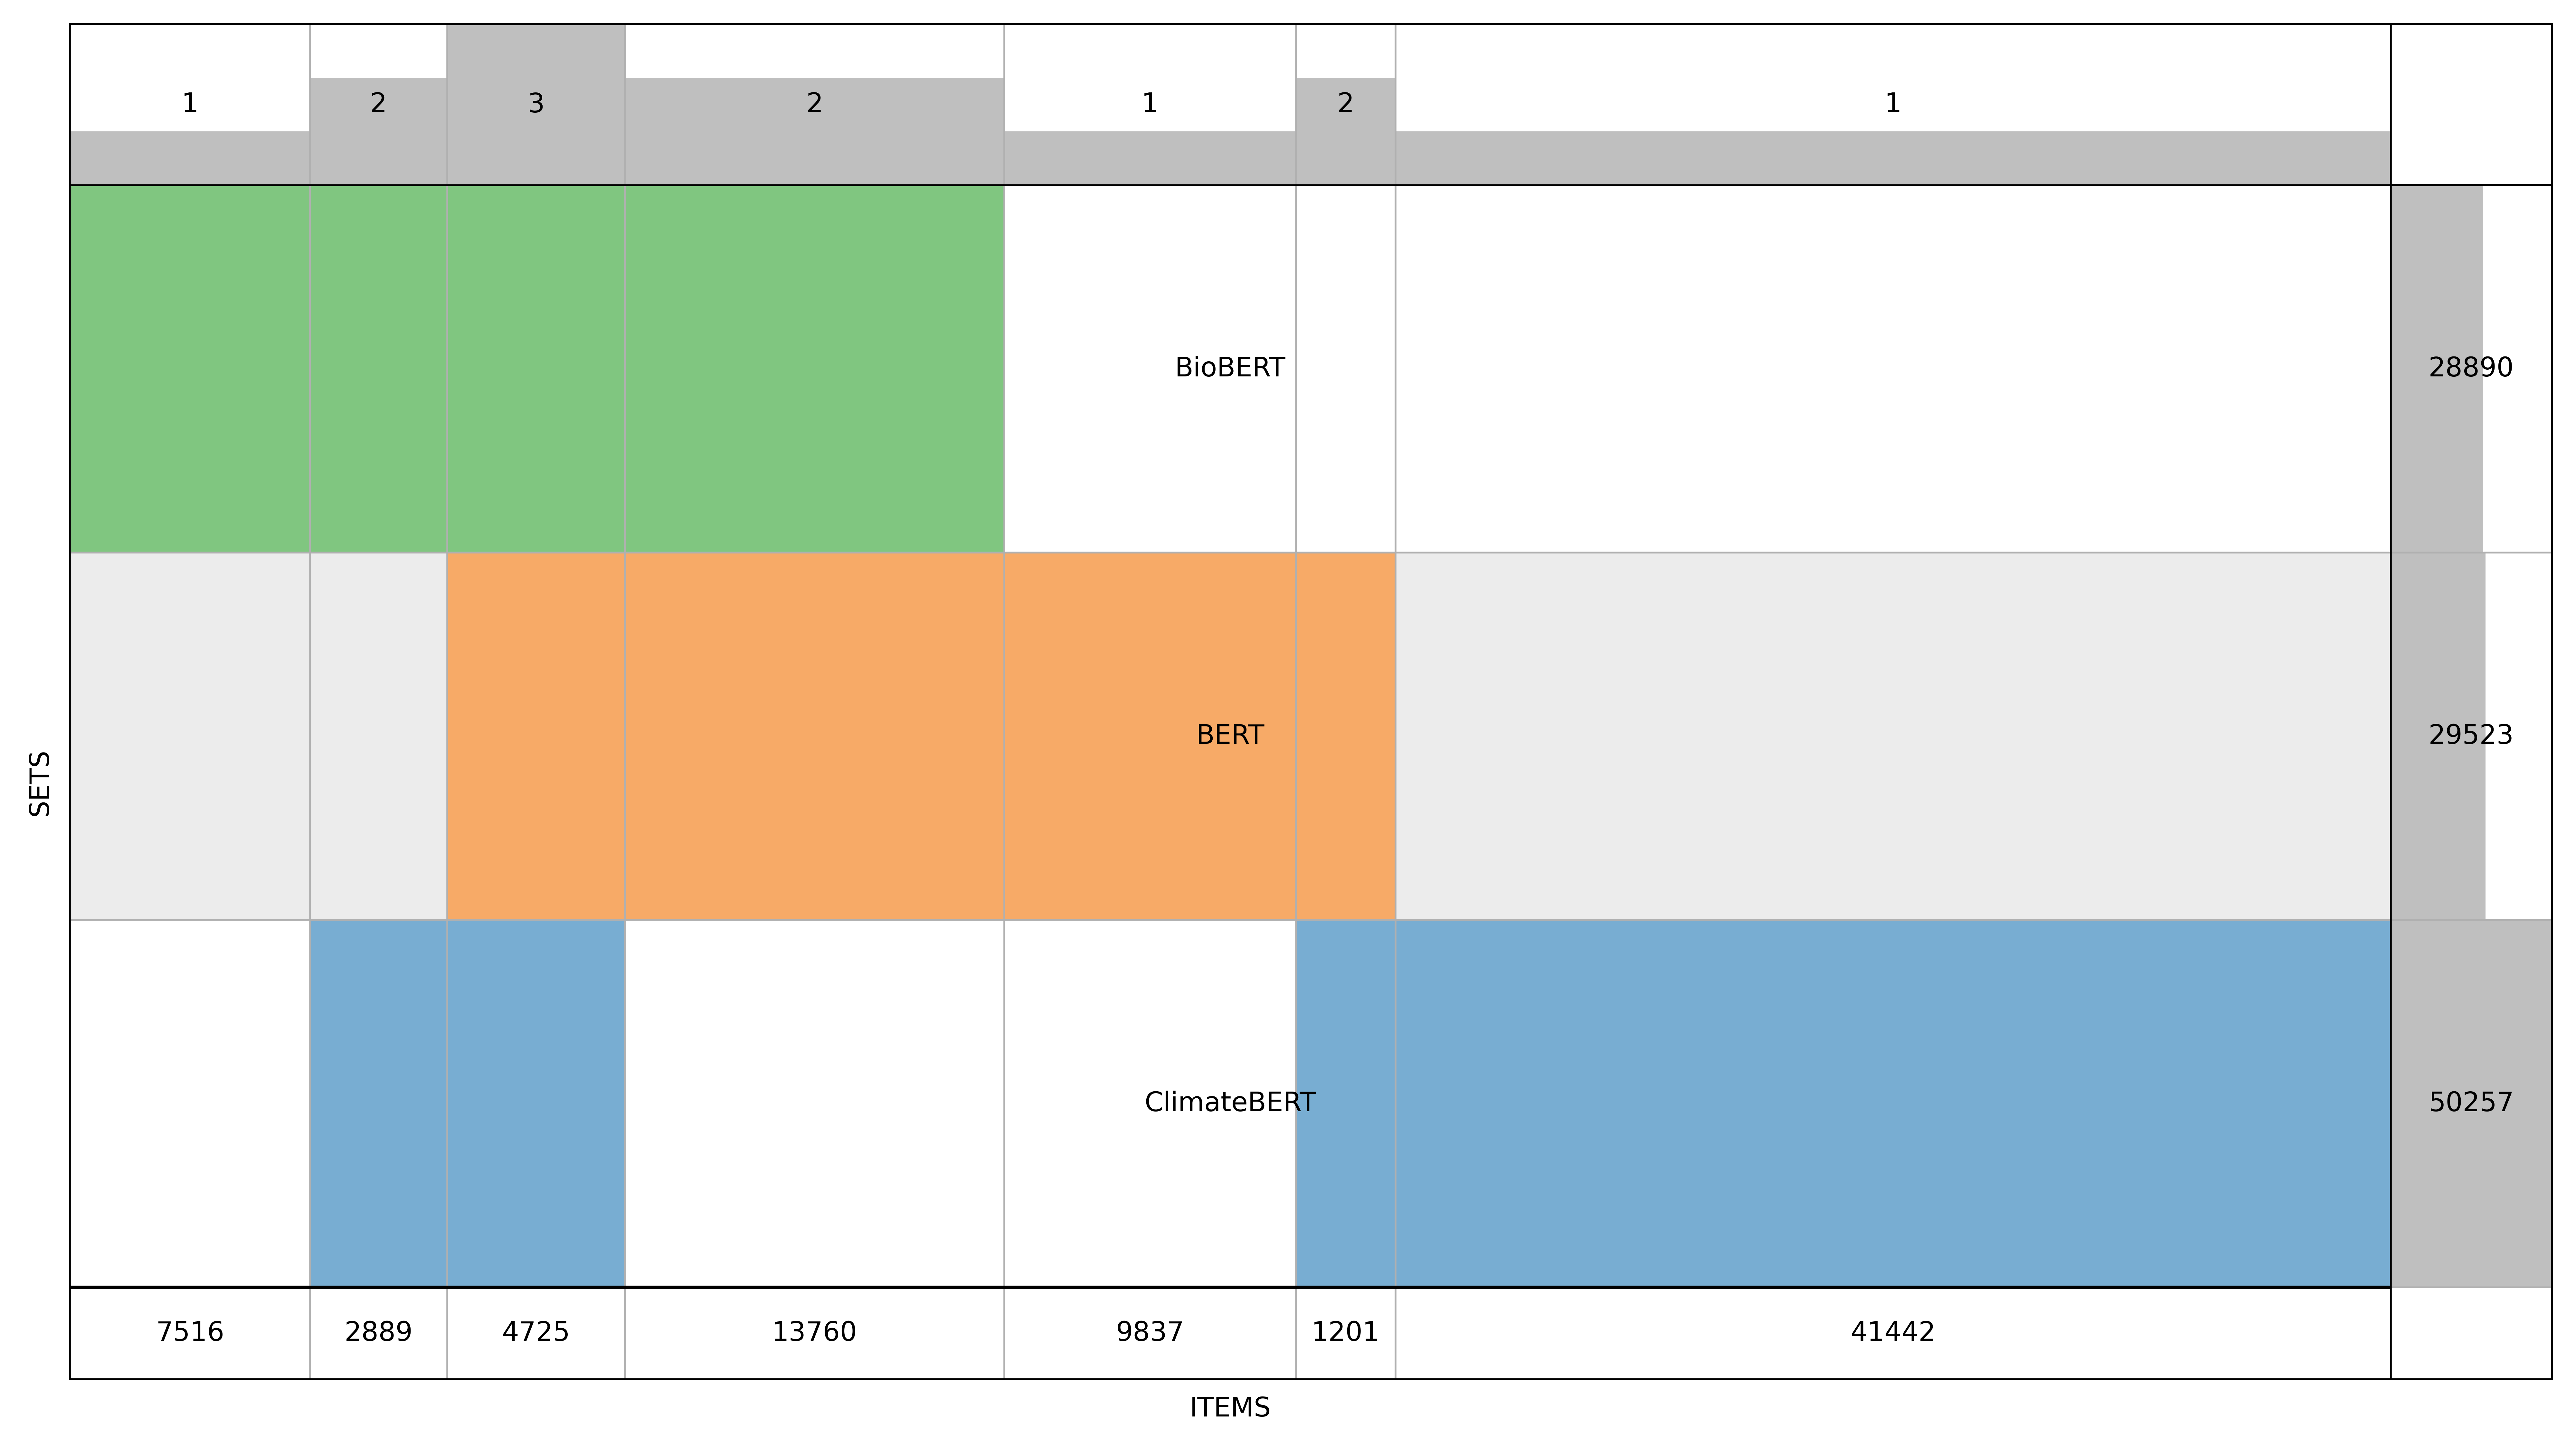 1 2 3 2 1 2 1
BioBERT 28890
BERT 29523
SETS
ClimateBERT 50257
7516 2889 4725 13760 9837 1201 41442
ITEMS